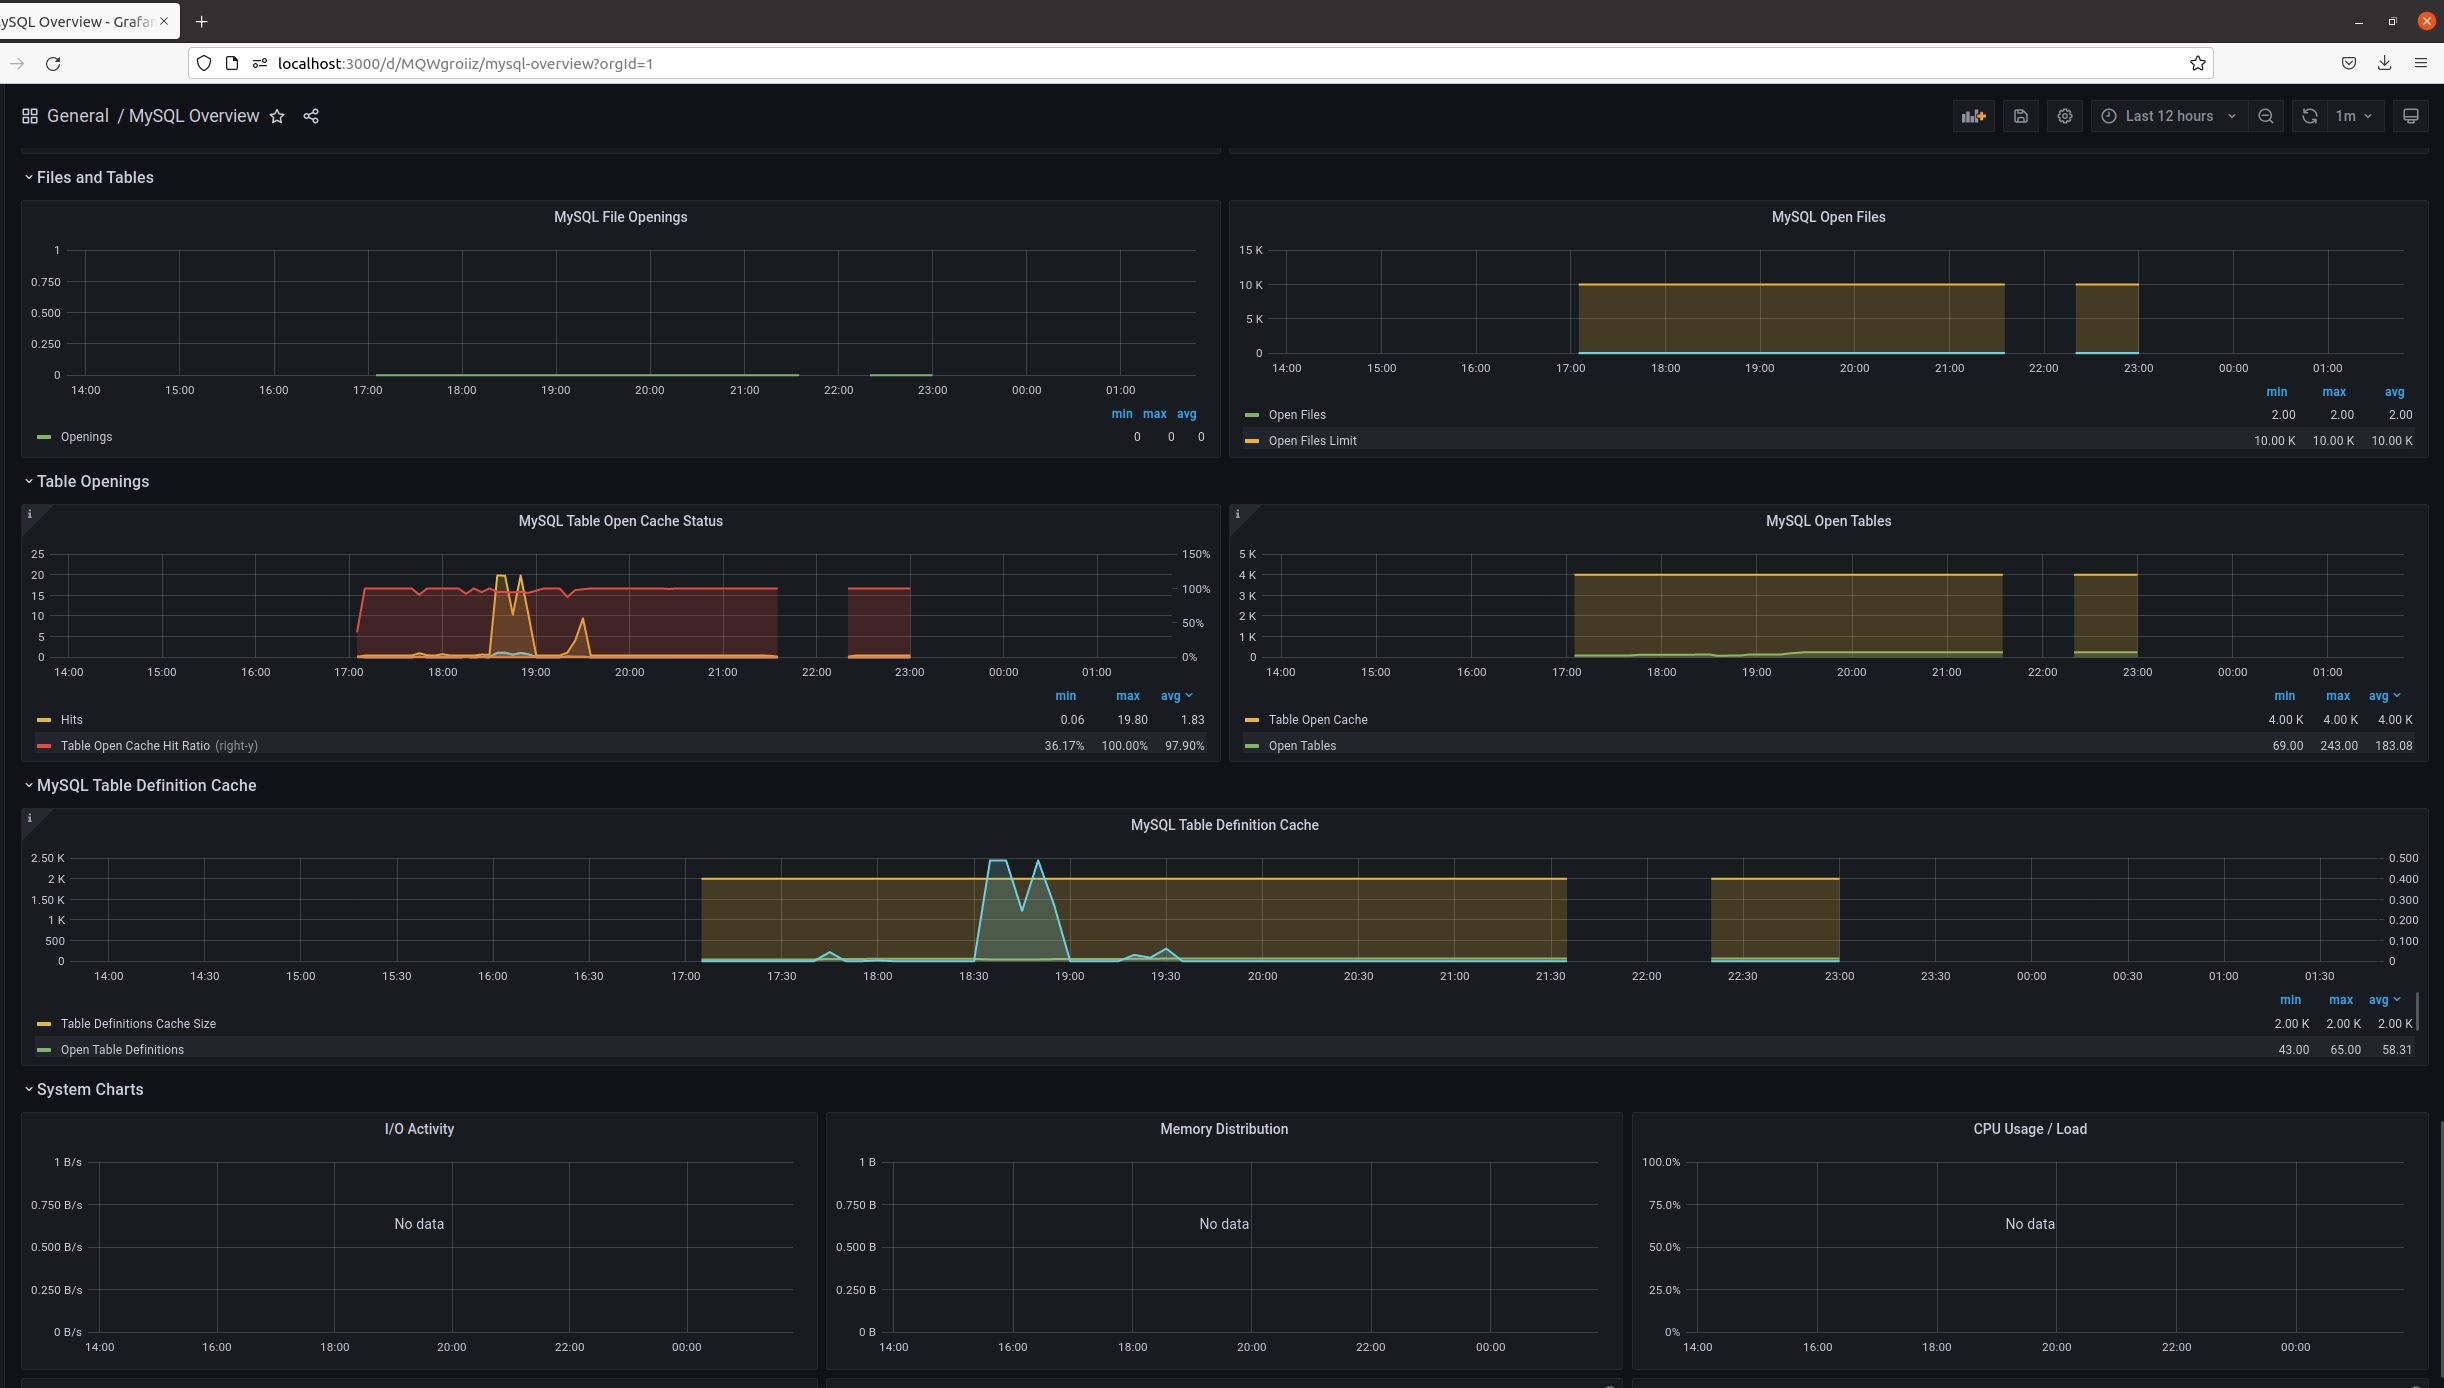 ySQL Overview - Grafan
localhost:3000/d/MQWgroiiz/mysql-overview?orgId=1
General / MySQL Overview
Last 12 hours
1m
Files and Tables
MySQL File Openings
1
0.750
0.500
0.250
0
14:00 15:00 16:00 17:00 18:00 19:00 20:00 21:00 22:00 23:00 00:00 01:00
min max avg
Openings 0 0 0
MySQL Open Files
15 K
10 K
5 K
0
14:00 15:00 16:00 17:00 18:00 19:00 20:00 21:00 22:00 23:00 00:00 01:00
min max avg
Open Files 2.00 2.00 2.00
Open Files Limit 10.00 K 10.00 K 10.00 K
Table Openings
MySQL Table Open Cache Status
25 150%
20
15 100%
10
5 50%
0 0%
14:00 15:00 16:00 17:00 18:00 19:00 20:00 21:00 22:00 23:00 00:00 01:00
min max avg
Hits 0.06 19.80 1.83
Table Open Cache Hit Ratio (right-y) 36.17% 100.00% 97.90%
MySQL Open Tables
5 K
4 K
3 K
2 K
1 K
0
14:00 15:00 16:00 17:00 18:00 19:00 20:00 21:00 22:00 23:00 00:00 01:00
min max avg
Table Open Cache 4.00 K 4.00 K 4.00 K
Open Tables 69.00 243.00 183.08
MySQL Table Definition Cache
MySQL Table Definition Cache
2.50 K 0.500
2 K 0.400
1.50 K 0.300
1 K 0.200
500 0.100
0 0
14:00 14:30 15:00 15:30 16:00 16:30 17:00 17:30 18:00 18:30 19:00 19:30 20:00 20:30 21:00 21:30 22:00 22:30 23:00 23:30 00:00 00:30 01:00 01:30
min max avg
Table Definitions Cache Size 2.00 K 2.00 K 2.00 K
Open Table Definitions 43.00 65.00 58.31
System Charts
I/O Activity
1 B/s
0.750 B/s
No data
0.500 B/s
0.250 B/s
0 B/s
14:00 16:00 18:00 20:00 22:00 00:00
Memory Distribution
1 B
0.750 B
No data
0.500 B
0.250 B
0 B
14:00 16:00 18:00 20:00 22:00 00:00
CPU Usage / Load
100.0%
75.0%
No data
50.0%
25.0%
0%
14:00 16:00 18:00 20:00 22:00 00:00